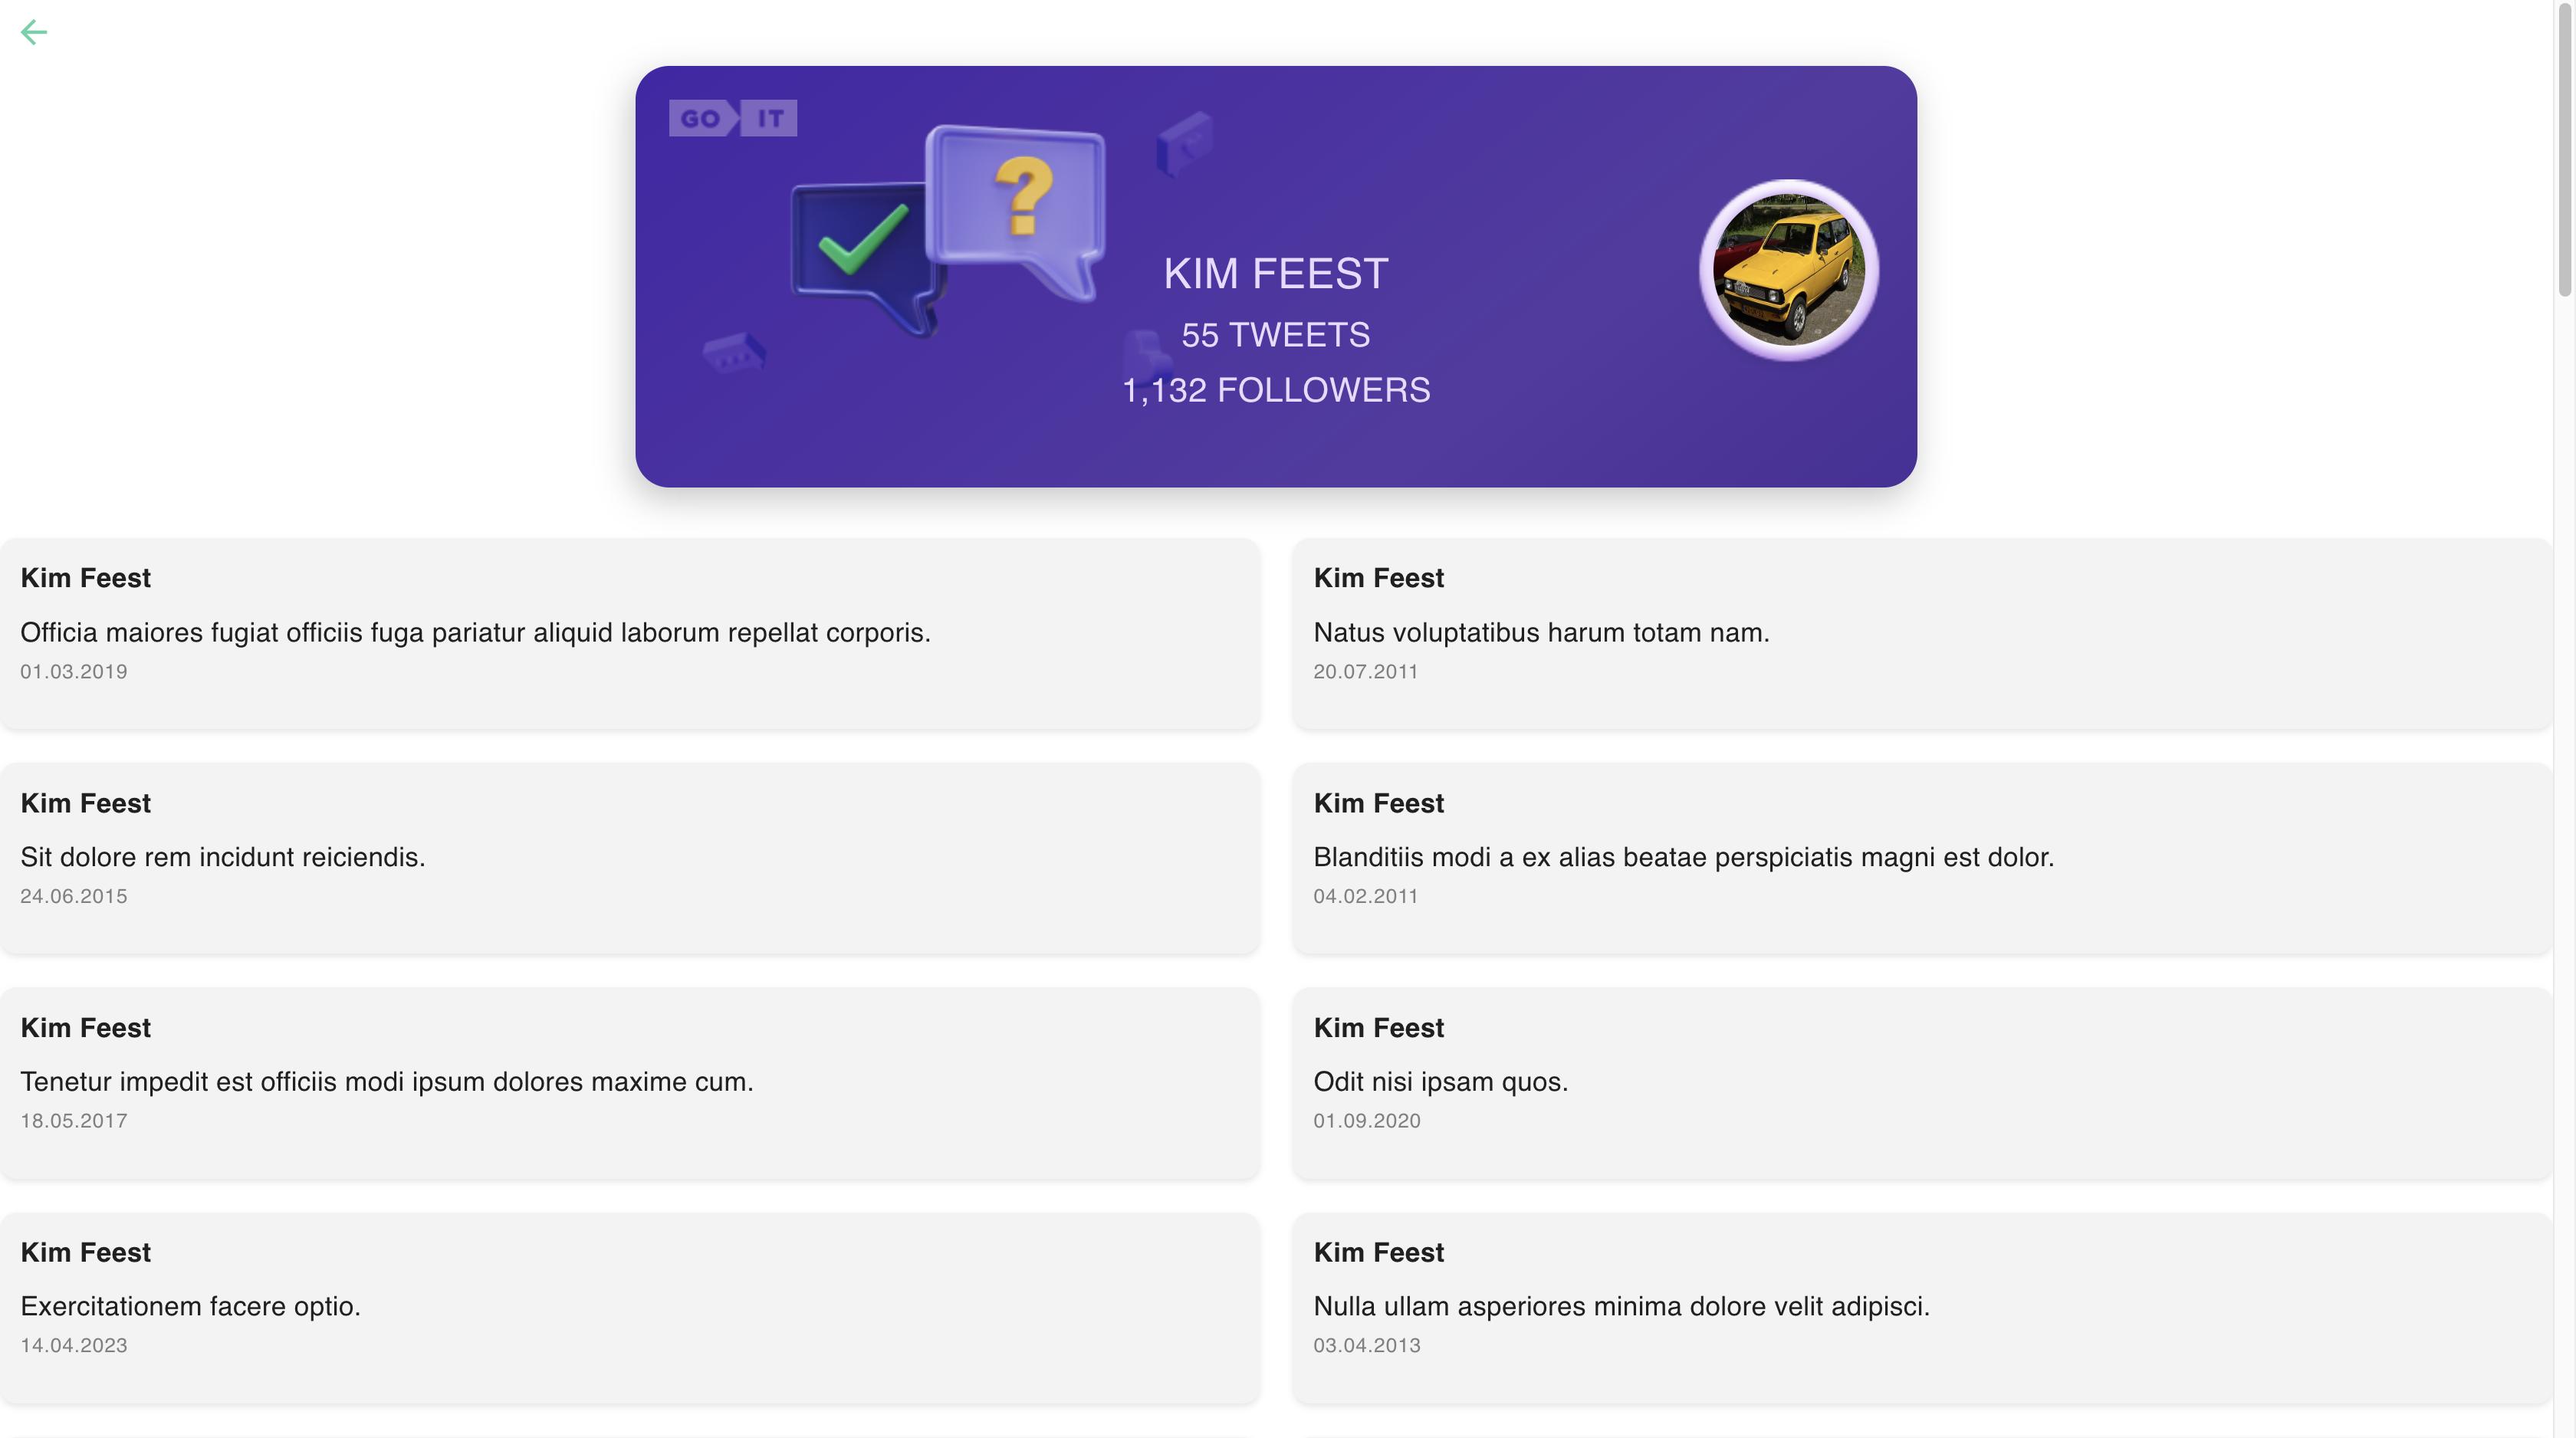 GO IT
KIM FEEST
55 TWEETS
1,132 FOLLOWERS
Kim Feest
Officia maiores fugiat officiis fuga pariatur aliquid laborum repellat corporis.
01.03.2019
Kim Feest
Natus voluptatibus harum totam nam.
20.07.2011
Kim Feest
Sit dolore rem incidunt reiciendis.
24.06.2015
Kim Feest
Blanditiis modi a ex alias beatae perspiciatis magni est dolor.
04.02.2011
Kim Feest
Tenetur impedit est officiis modi ipsum dolores maxime cum.
18.05.2017
Kim Feest
Odit nisi ipsam quos.
01.09.2020
Kim Feest
Exercitationem facere optio.
14.04.2023
Kim Feest
Nulla ullam asperiores minima dolore velit adipisci.
03.04.2013